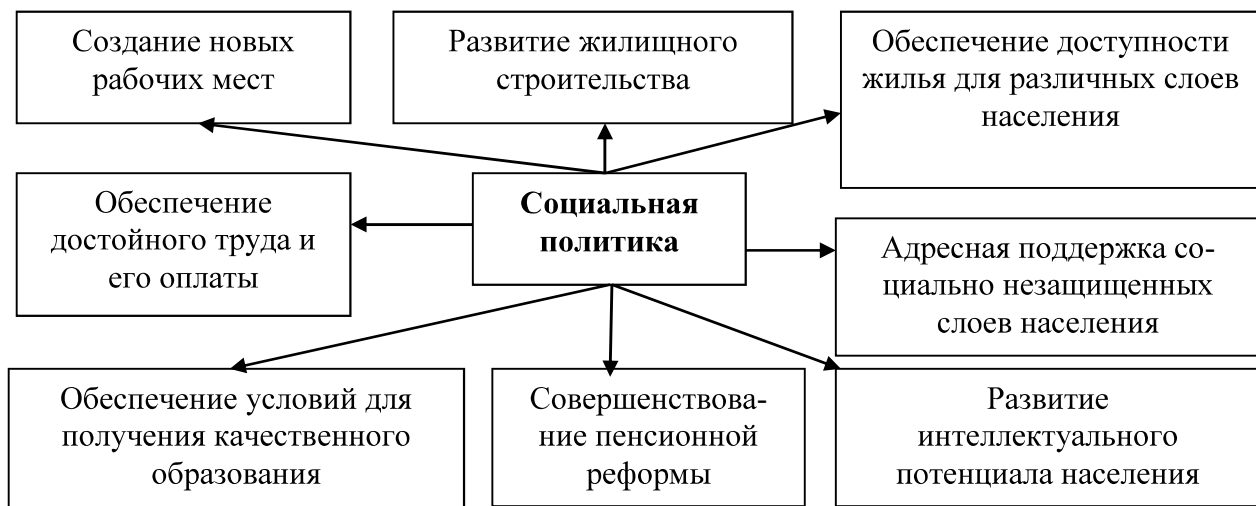 Создание новых
рабочих мест
Развитие жилищного
строительства
Обеспечение доступности
жилья для различных слоев
населения
Обеспечение
достойного труда и
его оплаты
Социальная
политика
Адресная поддержка со-
циально незащищенных
слоев населения
Обеспечение условий для
получения качественного
образования
Совершенствова-
ние пенсионной
реформы
Развитие
интеллектуального
потенциала населения